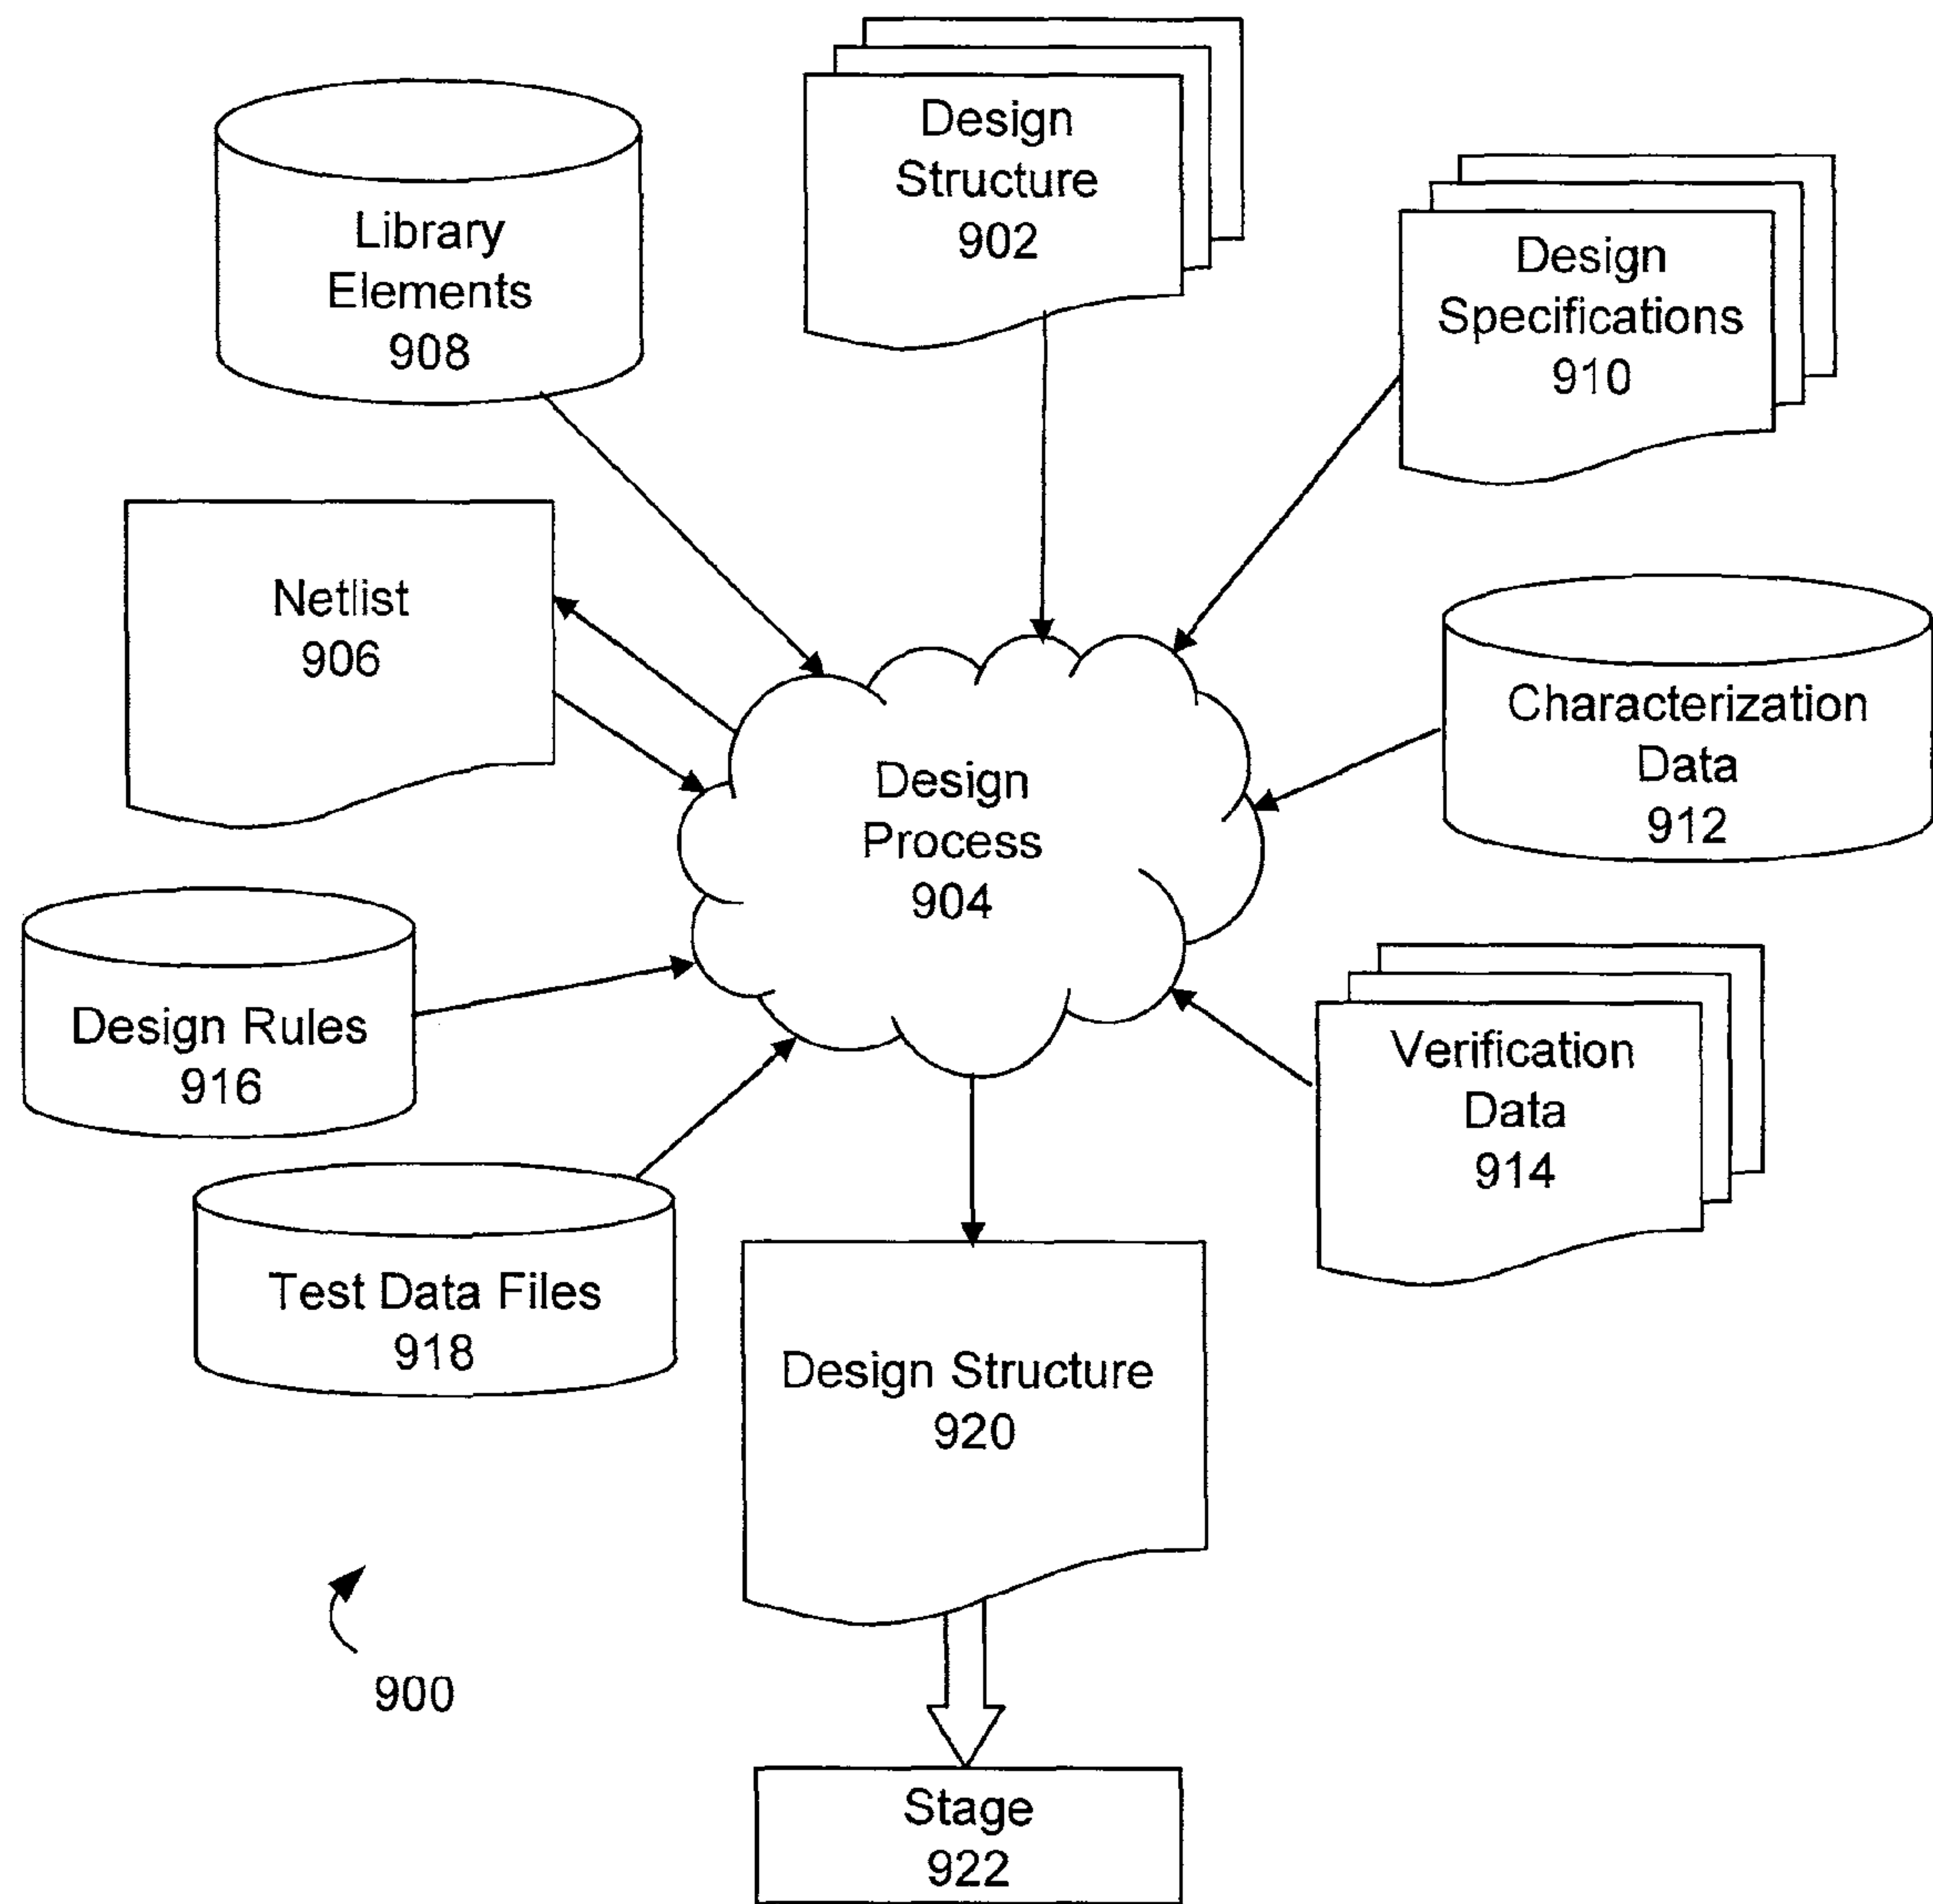 Design
Structure
902
Library
Elements
908
Design
Specifications
910
Netlist
906
Characterization
Data
912
Design
Process
904
Design Rules
916
Verification
Data
914
Test Data Files
918
Design Structure
920
900
Stage
922